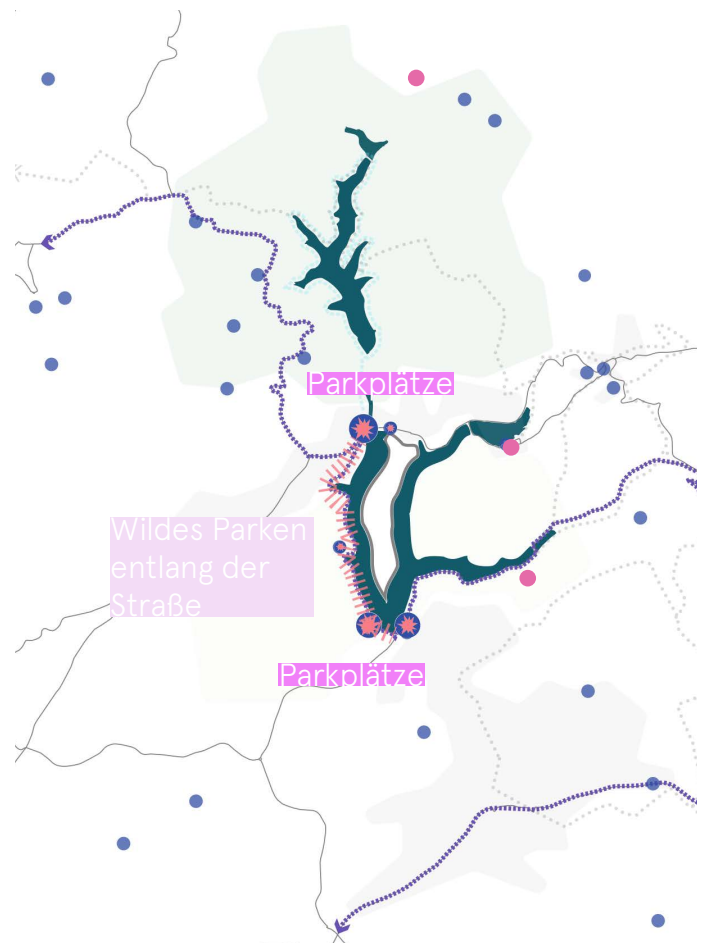 Parkplätze
Wildes Parken
entlang der
Straße
Parkplätze